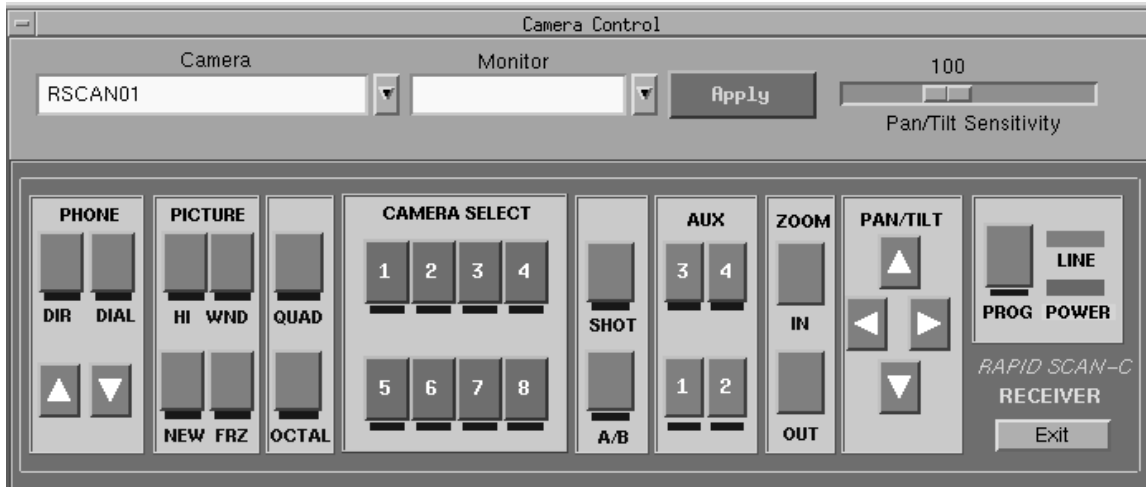 Camera Control
Camera
Monitor
100
RSCAN01
Apply
Pan/Tilt Sensitivity
PHONE
DIR DIAL
PICTURE
HI WND
NEW FRZ
QUAD
OCTAL
CAMERA SELECT
1 2 3 4
5 6 7 8
SHOT
A/B
AUX
3 4
1 2
ZOOM
IN
OUT
PAN/TILT
LINE
PROG POWER
RAPID SCAN-C
RECEIVER
Exit